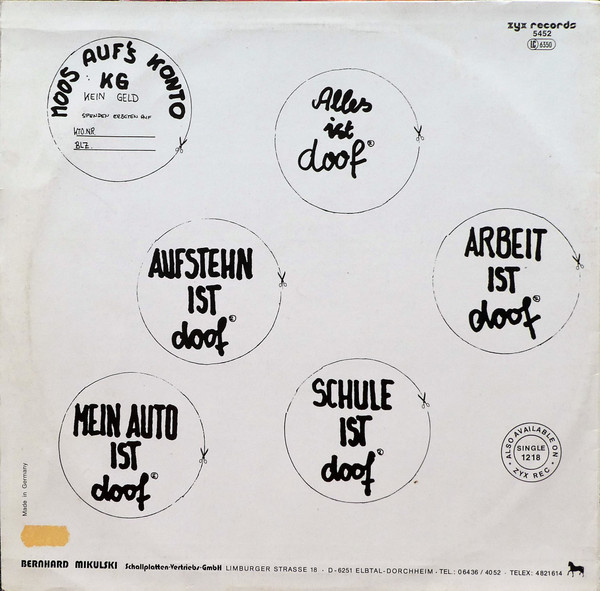 zyx records
5452
LC 6350
MOOS AUF'S KONTO
KG
KEIN GELD
SPENDEN ERBETEN AUF
KTO.NR
BLZ.
Alles
ist
doof
AUFSTEHN
IST
doof
ARBEIT
IST
doof
MEIN AUTO
IST
doof
SCHULE
IST
doof
• ALSO AVAILABLE ON •
SINGLE
1218
ZYX REC.
Made in Germany
BERNHARD MIKULSKI Schallplatten-Vertriebs-GmbH LIMBURGER STRASSE 18 · D-6251 ELBTAL-DORCHHEIM · TEL: 06436 / 4052 · TELEX: 4821614